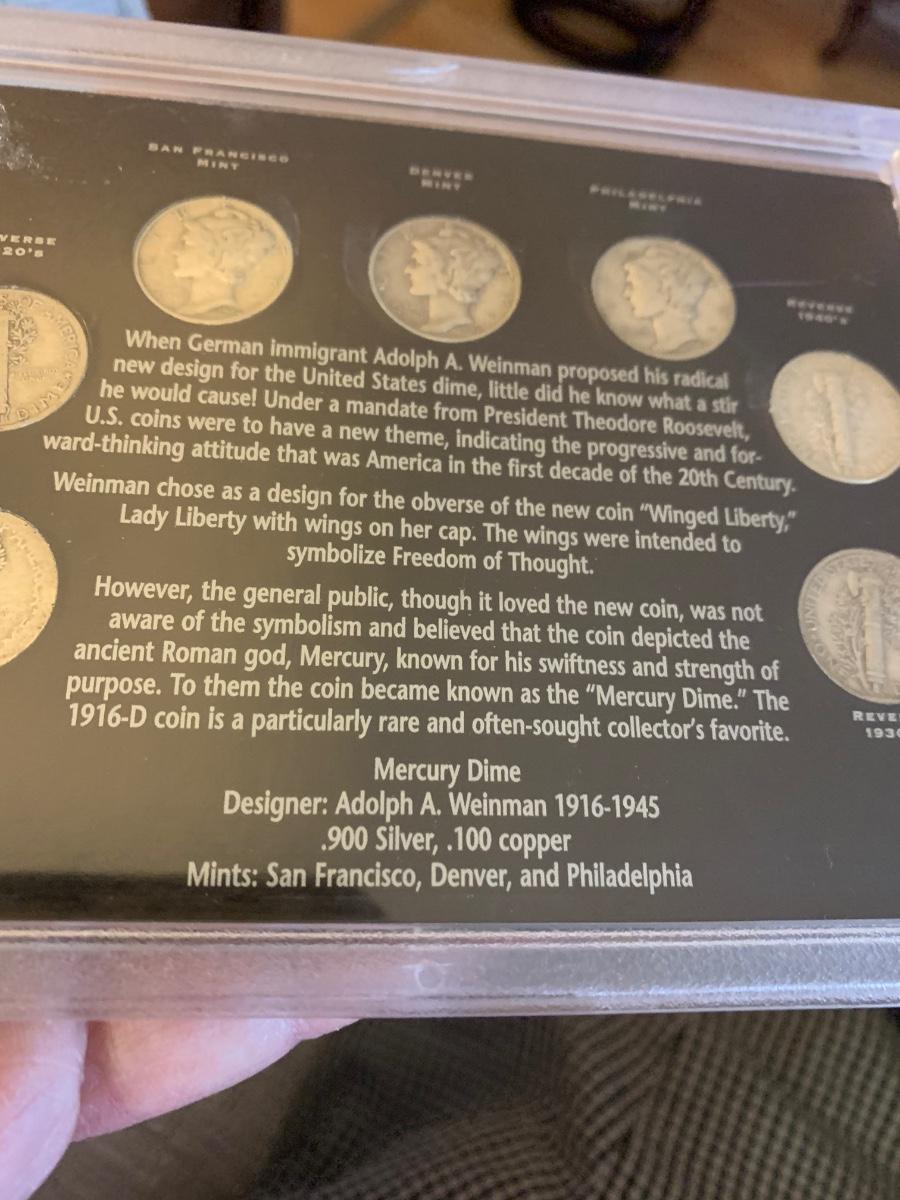 SAN FRANCISCO
MINT
DENVER
MINT
PHILADELPHIA
MINT
VERSE
20's
REVERSE
1940's
AMERICA
DIME
When German immigrant Adolph A. Weinman proposed his radical
new design for the United States dime, little did he know what a stir
he would cause! Under a mandate from President Theodore Roosevelt,
U.S. coins were to have a new theme, indicating the progressive and for-
ward-thinking attitude that was America in the first decade of the 20th Century.
Weinman chose as a design for the obverse of the new coin “Winged Liberty,”
Lady Liberty with wings on her cap. The wings were intended to
symbolize Freedom of Thought.
However, the general public, though it loved the new coin, was not
aware of the symbolism and believed that the coin depicted the
ancient Roman god, Mercury, known for his swiftness and strength of
purpose. To them the coin became known as the “Mercury Dime.” The
1916-D coin is a particularly rare and often-sought collector’s favorite.
REVE
193
Mercury Dime
Designer: Adolph A. Weinman 1916-1945
.900 Silver, .100 copper
Mints: San Francisco, Denver, and Philadelphia